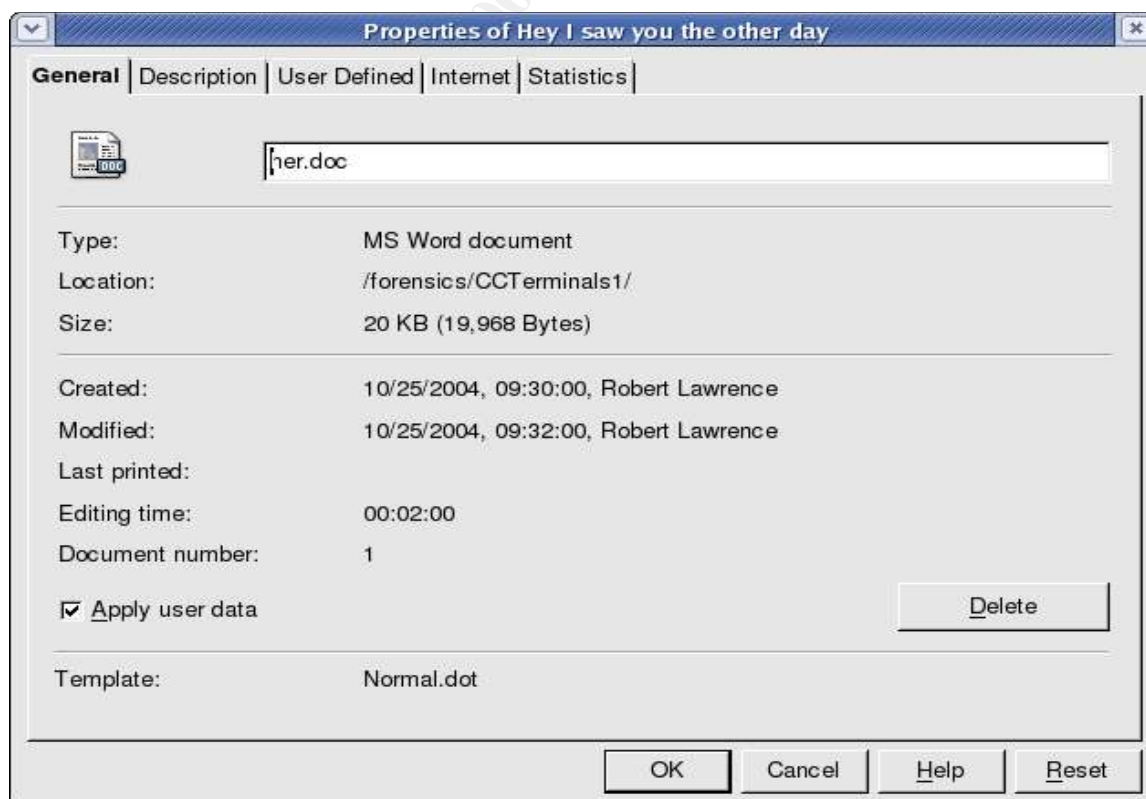 Properties of Hey I saw you the other day
General Description User Defined Internet Statistics
DOC
her.doc
Type: MS Word document
Location: /forensics/CCTerminals1/
Size: 20 KB (19,968 Bytes)
Created: 10/25/2004, 09:30:00, Robert Lawrence
Modified: 10/25/2004, 09:32:00, Robert Lawrence
Last printed:
Editing time: 00:02:00
Document number: 1
Apply user data Delete
Template: Normal.dot
OK Cancel Help Reset